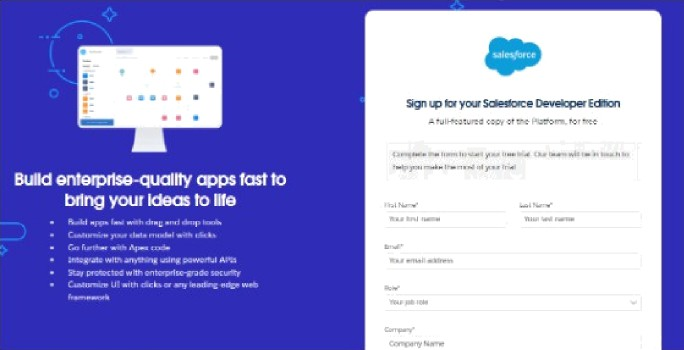 Build enterprise-quality apps fast to
bring your ideas to life
Build apps fast with drag and drop tools
Customize your data model with clicks
Go further with Apex code
Integrate with anything using powerful APIs
Stay protected with enterprise-grade security
Customize UI with clicks or any leading-edge web
framework
salesforce
Sign up for your Salesforce Developer Edition
A full-featured copy of the Platform, for free
Complete the form to start your free trial. Our team will be in touch to
help you make the most of your trial.
First Name* Last Name*
Your first name Your last name
Email*
Your email address
Role*
Your job role
Company*
Company Name